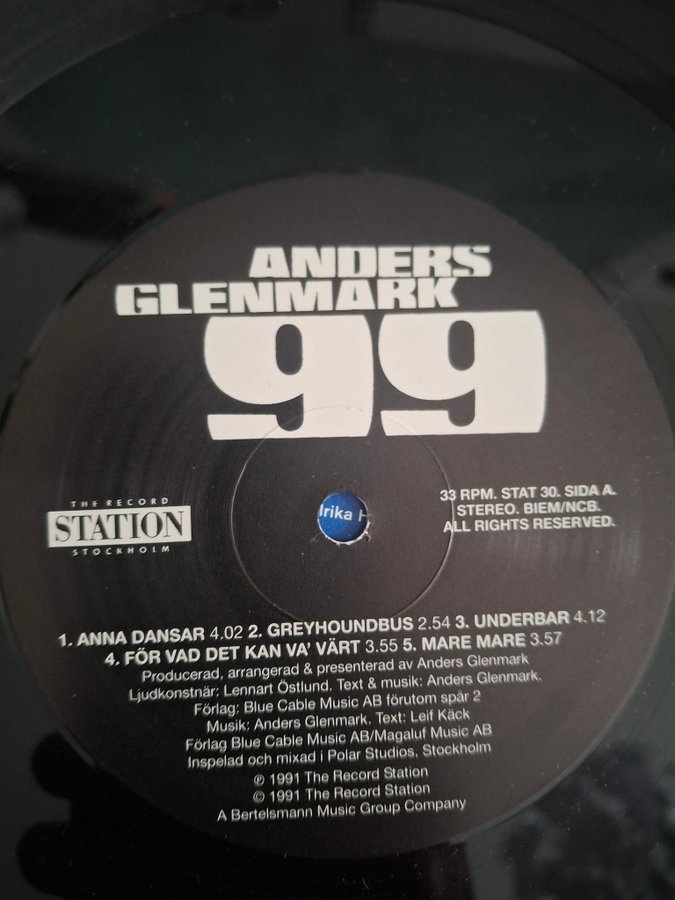 ANDERS
GLENMARK
99
THE RECORD
STATION
STOCKHOLM
lrika H
33 RPM. STAT 30. SIDA A.
STEREO. BIEM/NCB.
ALL RIGHTS RESERVED.
1. ANNA DANSAR 4.02 2. GREYHOUNDBUS 2.54 3. UNDERBAR 4.12
4. FÖR VAD DET KAN VA' VÄRT 3.55 5. MARE MARE 3.57
Producerad, arrangerad & presenterad av Anders Glenmark
Ljudkonstnär: Lennart Östlund. Text & musik: Anders Glenmark.
Förlag: Blue Cable Music AB förutom spår 2
Musik: Anders Glenmark. Text: Leif Käck
Förlag Blue Cable Music AB/Magaluf Music AB
Inspelad och mixad i Polar Studios, Stockholm
℗ 1991 The Record Station
© 1991 The Record Station
A Bertelsmann Music Group Company